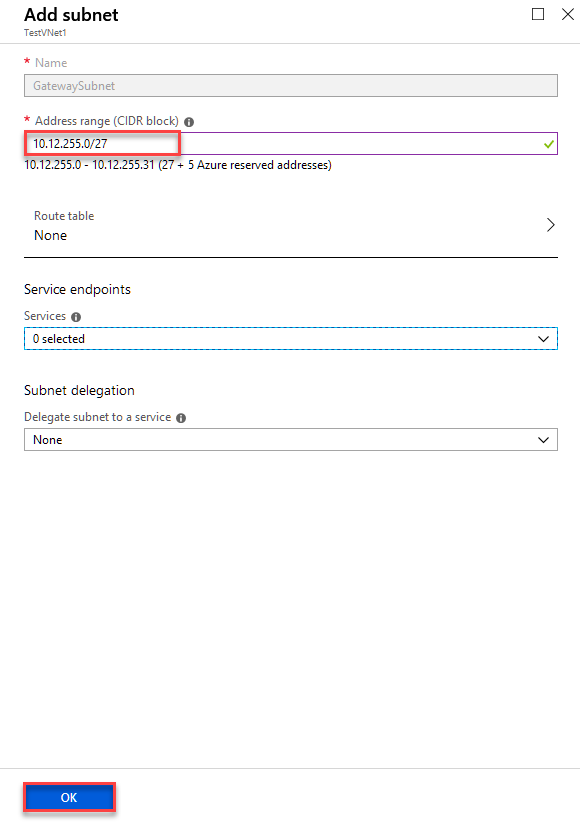 Add subnet
TestVNet1
* Name
GatewaySubnet
* Address range (CIDR block)
10.12.255.0/27
10.12.255.0 - 10.12.255.31 (27 + 5 Azure reserved addresses)
Route table
None
Service endpoints
Services
0 selected
Subnet delegation
Delegate subnet to a service
None
OK